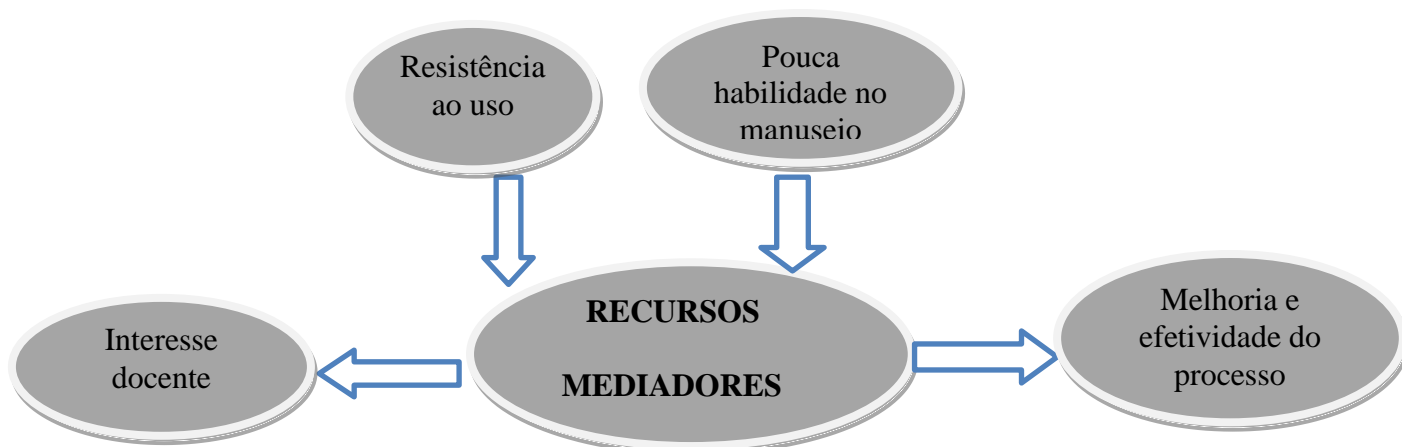 Resistência
ao uso
Pouca
habilidade no
manuseio
RECURSOS
MEDIADORES
Interesse
docente
Melhoria e
efetividade do
processo